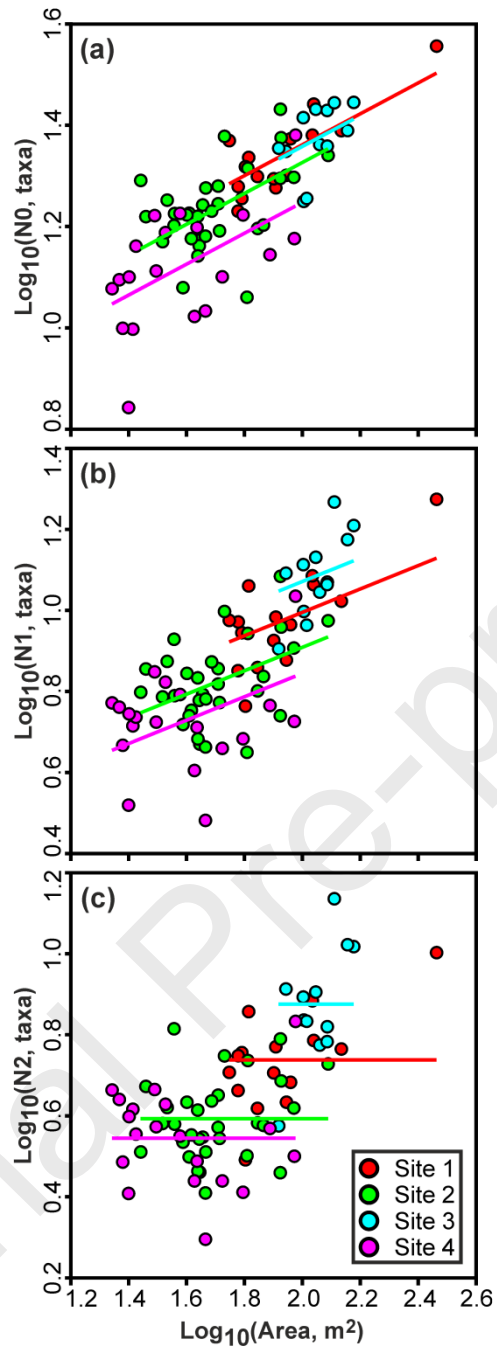 (a)
1.6
1.4
1.2
1.0
0.8
Log10(N0, taxa)
(b)
1.4
1.2
1.0
0.8
0.6
0.4
Log10(N1, taxa)
(c)
1.2
1.0
0.8
0.6
0.4
0.2
Log10(N2, taxa)
Site 1
Site 2
Site 3
Site 4
1.2 1.4 1.6 1.8 2.0 2.2 2.4 2.6
Log10(Area, m²)
nal Pre-p